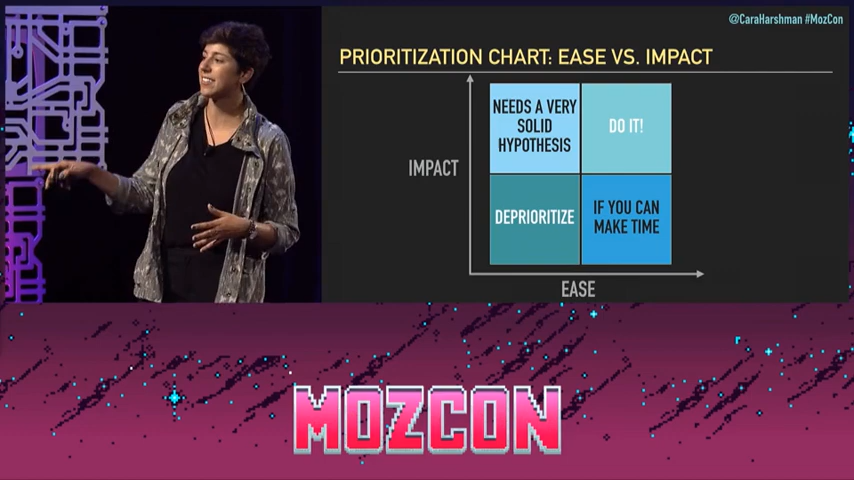 @CaraHarshman #MozCon
PRIORITIZATION CHART: EASE VS. IMPACT
NEEDS A VERY
SOLID
HYPOTHESIS
DO IT!
IMPACT
DEPRIORITIZE
IF YOU CAN
MAKE TIME
EASE
MOZCON